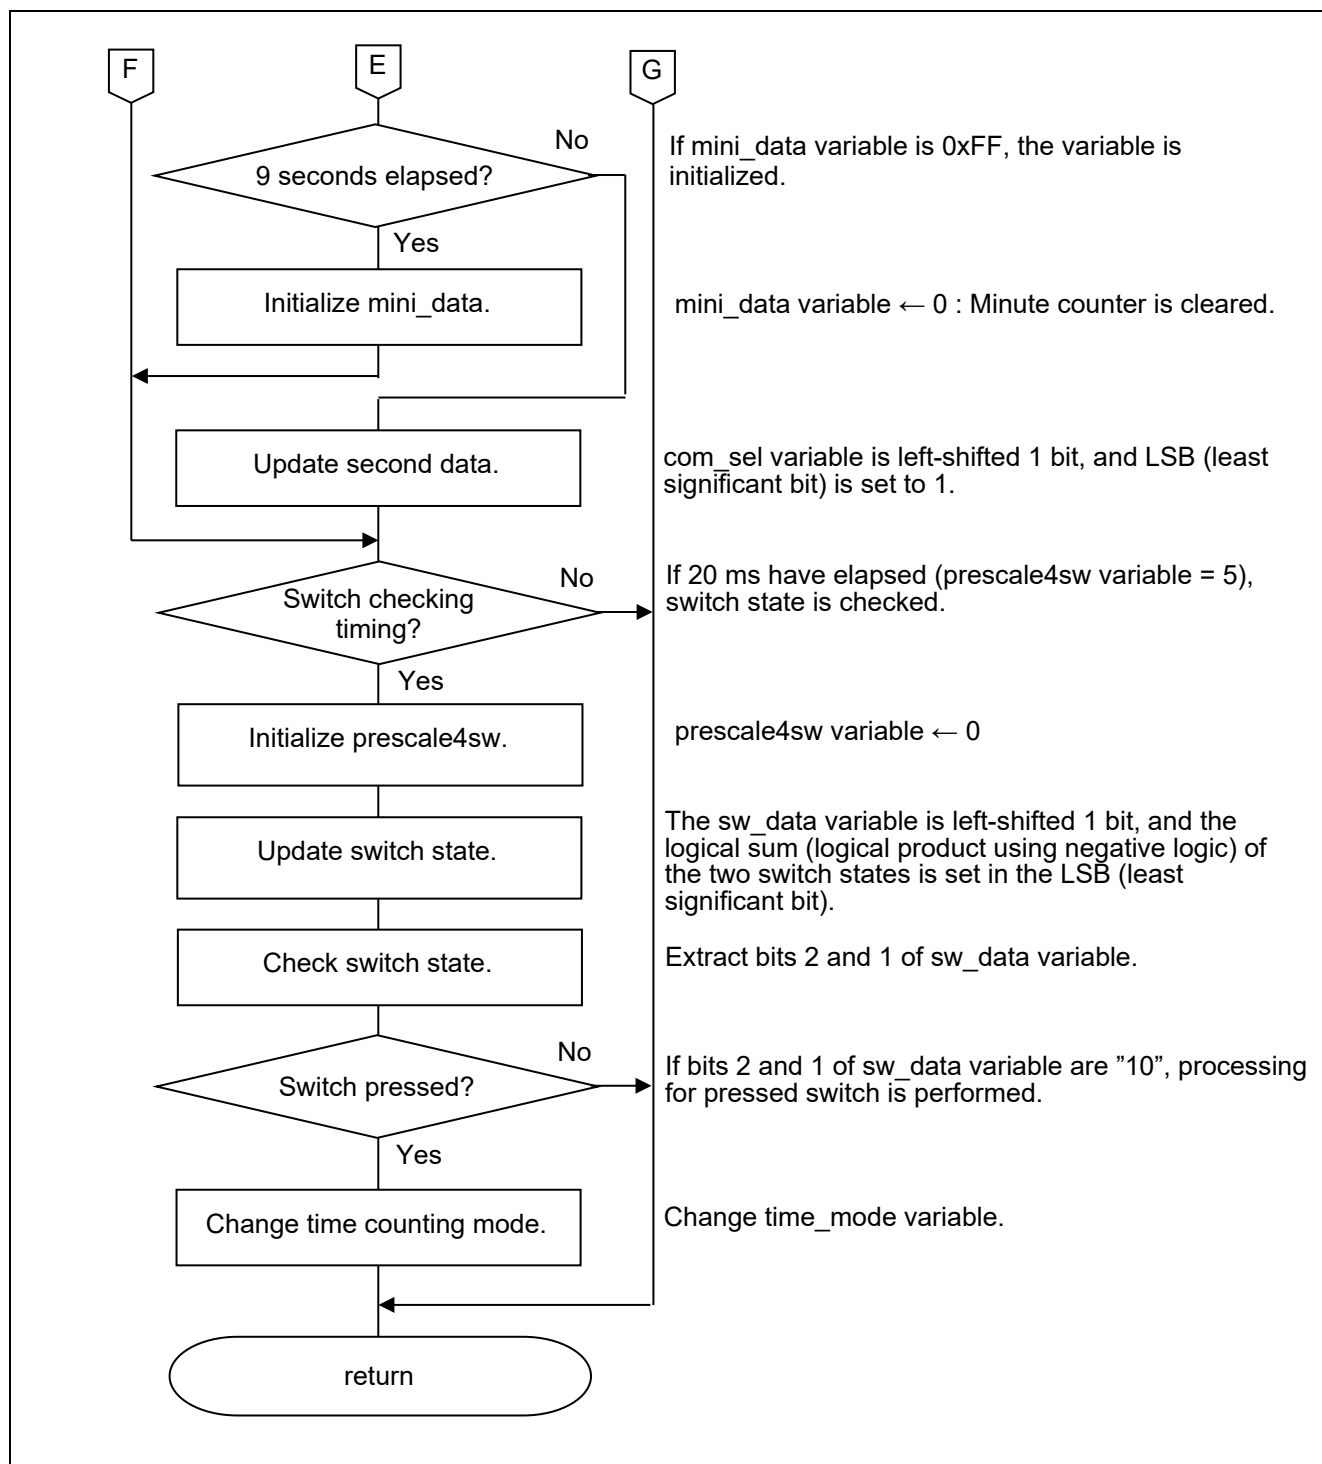 F
E
G
No
9 seconds elapsed?
If mini_data variable is 0xFF, the variable is
initialized.
Yes
Initialize mini_data.
mini_data variable ← 0 : Minute counter is cleared.
Update second data.
com_sel variable is left-shifted 1 bit, and LSB (least
significant bit) is set to 1.
No
Switch checking
timing?
If 20 ms have elapsed (prescale4sw variable = 5),
switch state is checked.
Yes
Initialize prescale4sw.
prescale4sw variable ← 0
Update switch state.
The sw_data variable is left-shifted 1 bit, and the
logical sum (logical product using negative logic) of
the two switch states is set in the LSB (least
significant bit).
Check switch state.
Extract bits 2 and 1 of sw_data variable.
No
Switch pressed?
If bits 2 and 1 of sw_data variable are ”10”, processing
for pressed switch is performed.
Yes
Change time counting mode.
Change time_mode variable.
return